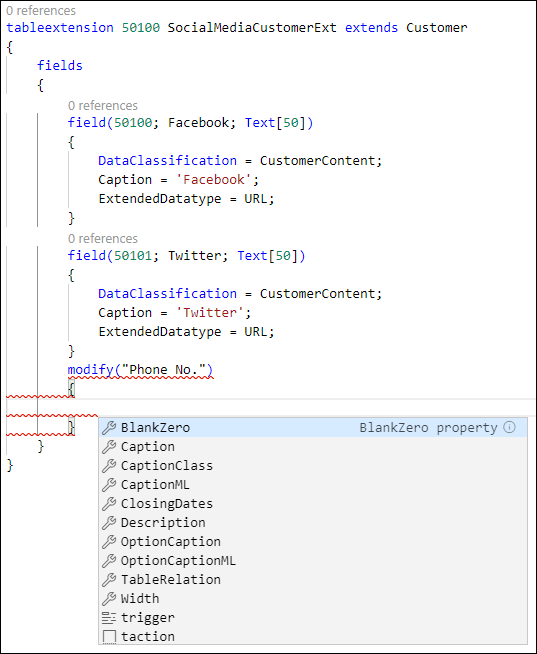 0 references
tableextension 50100 SocialMediaCustomerExt extends Customer
{
fields
{
0 references
field(50100; Facebook; Text[50])
{
DataClassification = CustomerContent;
Caption = 'Facebook';
ExtendedDatatype = URL;
}
0 references
field(50101; Twitter; Text[50])
{
DataClassification = CustomerContent;
Caption = 'Twitter';
ExtendedDatatype = URL;
}
modify("Phone No.")
{
}
}
}
BlankZero BlankZero property
Caption
CaptionClass
CaptionML
ClosingDates
Description
OptionCaption
OptionCaptionML
TableRelation
Width
trigger
taction